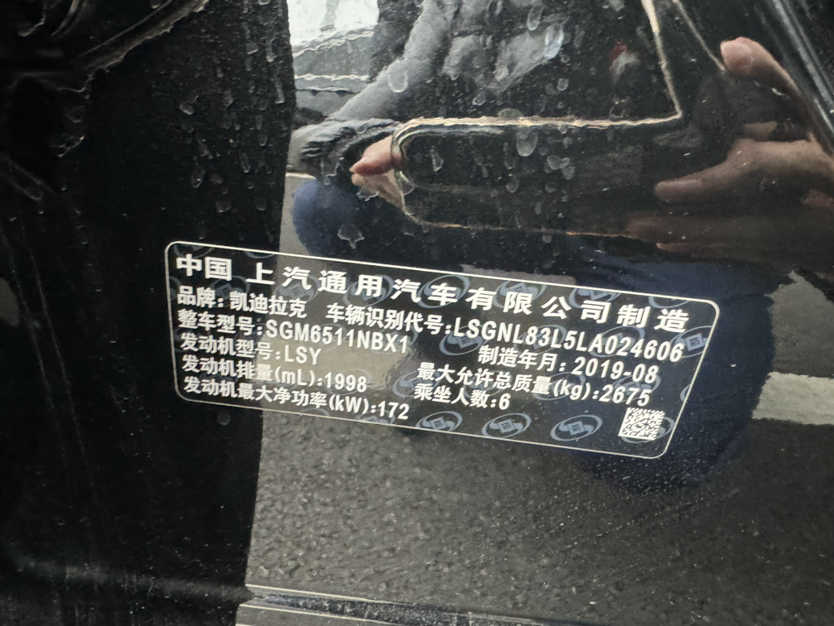 中国 上汽通用汽车有限公司制造
品牌:凯迪拉克 车辆识别代号:LSGNL83L5LA024606
整车型号:SGM6511NBX1 制造年月:2019-08
发动机型号:LSY 最大允许总质量(kg):2675
发动机排量(mL):1998 乘坐人数:6
发动机最大净功率(kW):172